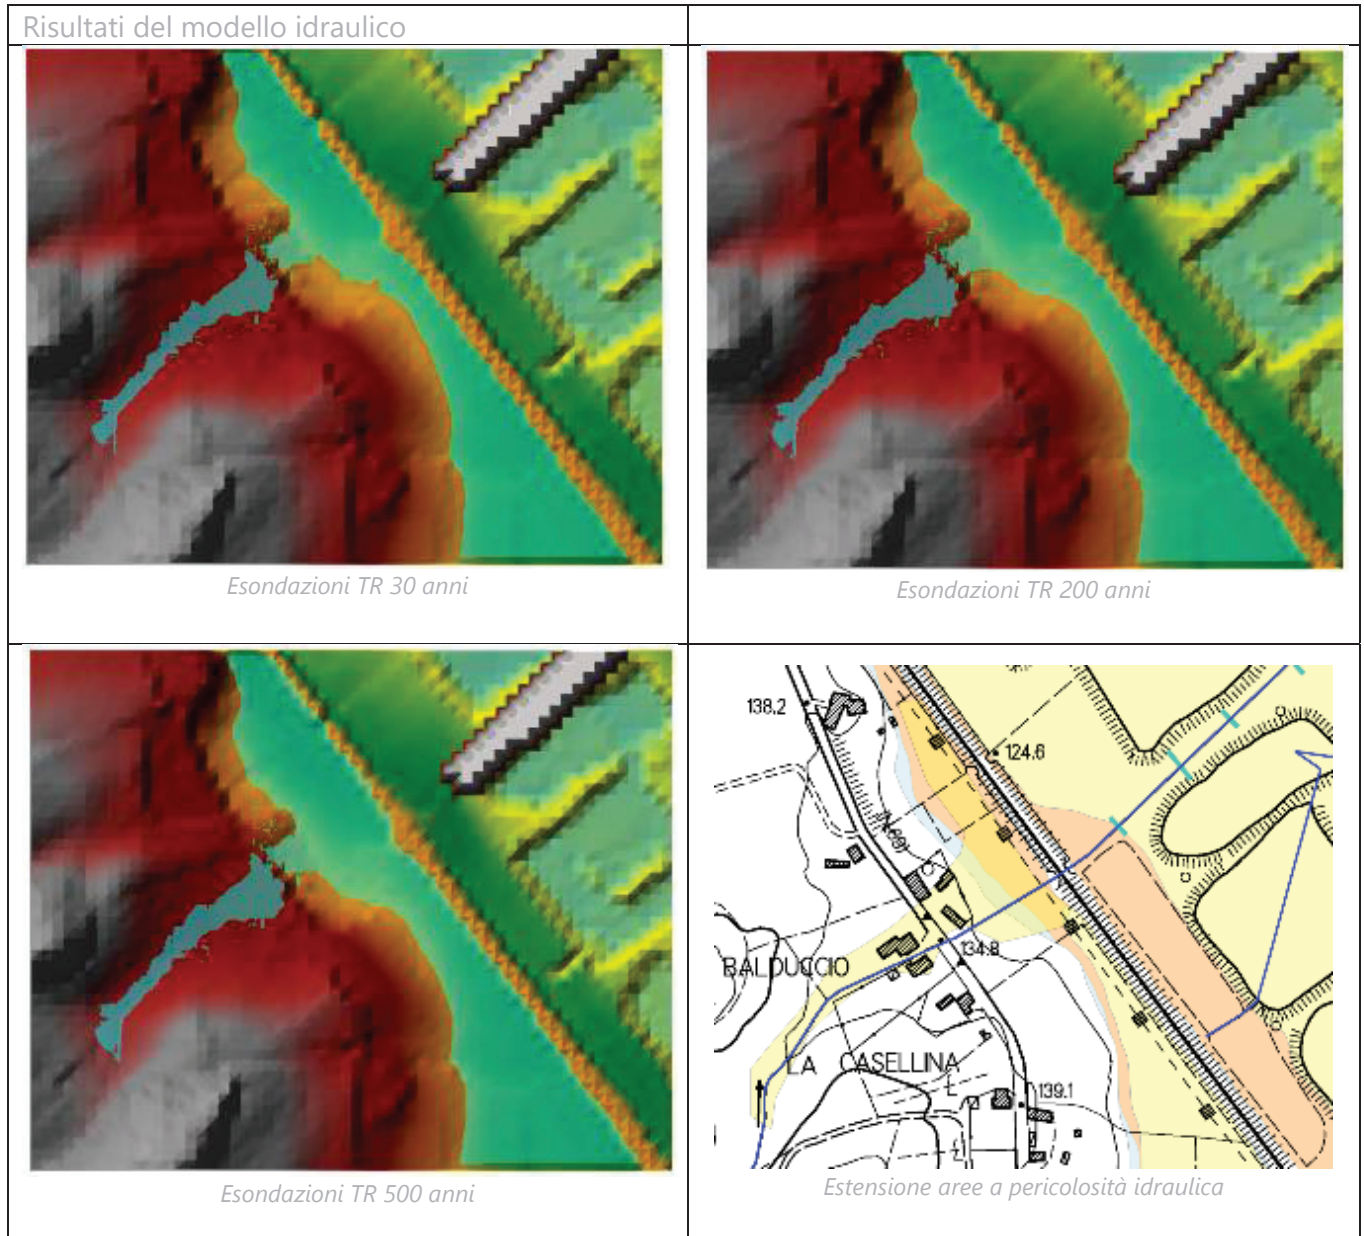 Risultati del modello idraulico
Esondazioni TR 30 anni
Esondazioni TR 200 anni
Esondazioni TR 500 anni
138.2
124.6
134.8
BALDUCCIO
LA CASELLINA
139.1
Estensione aree a pericolosità idraulica